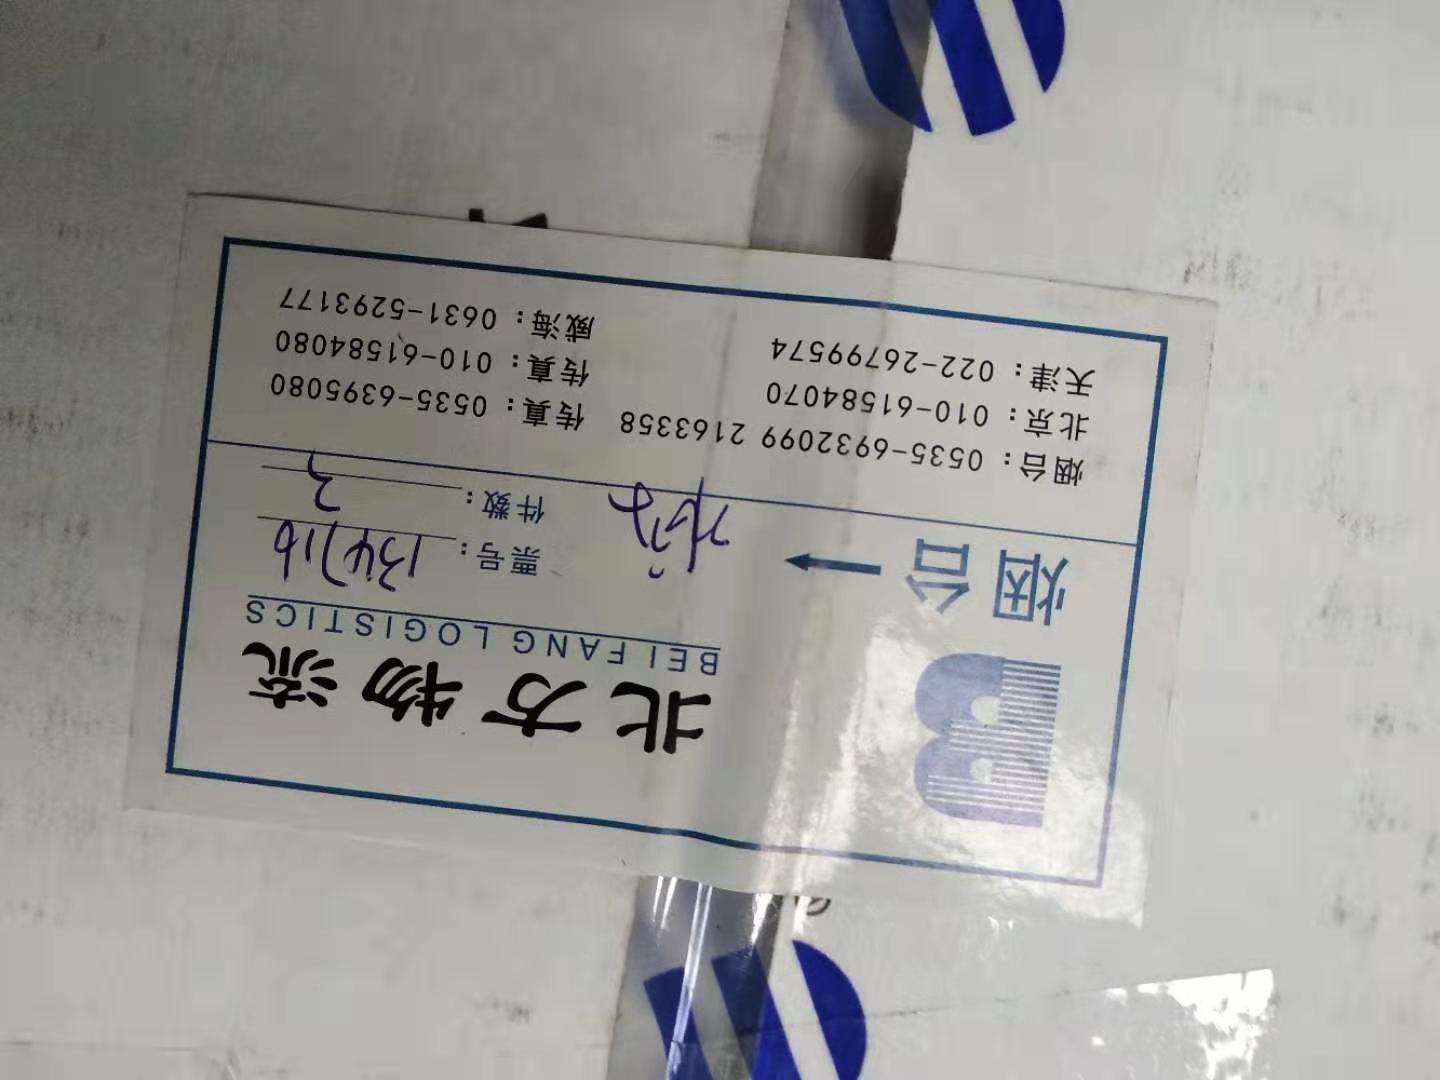 北方物流
BEI FANG LOGISTICS
烟台
票号：134716
件数：3
烟台：0535-6932099 2163358 传真：0535-6395080
北京：010-61584070 传真：010-61584080
天津：022-26799574 威海：0631-5293177